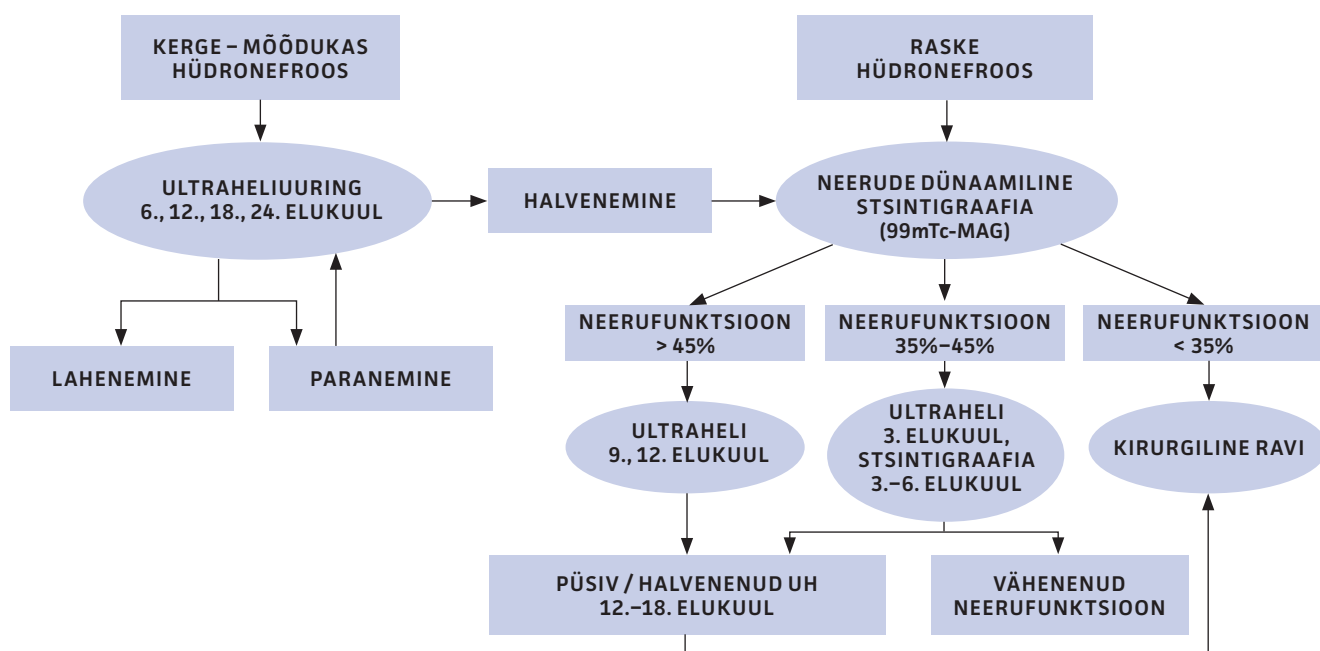 KERGE – MÕÕDUKAS
HÜDRONEFROOS
RASKE
HÜDRONEFROOS
ULTRAHELIUURING
6., 12., 18., 24. ELUKUUL
HALVENEMINE
NEERUDE DÜNAAMILINE
STSINTIGRAAFIA
(99mTc-MAG)
LAHENEMINE
PARANEMINE
NEERUFUNKTSIOON
> 45%
NEERUFUNKTSIOON
35%–45%
NEERUFUNKTSIOON
< 35%
ULTRAHELI
9., 12. ELUKUUL
ULTRAHELI
3. ELUKUUL,
STSINTIGRAAFIA
3.–6. ELUKUUL
KIRURGILINE RAVI
PÜSIV / HALVENENUD UH
12.–18. ELUKUUL
VÄHENENUD
NEERUFUNKTSIOON